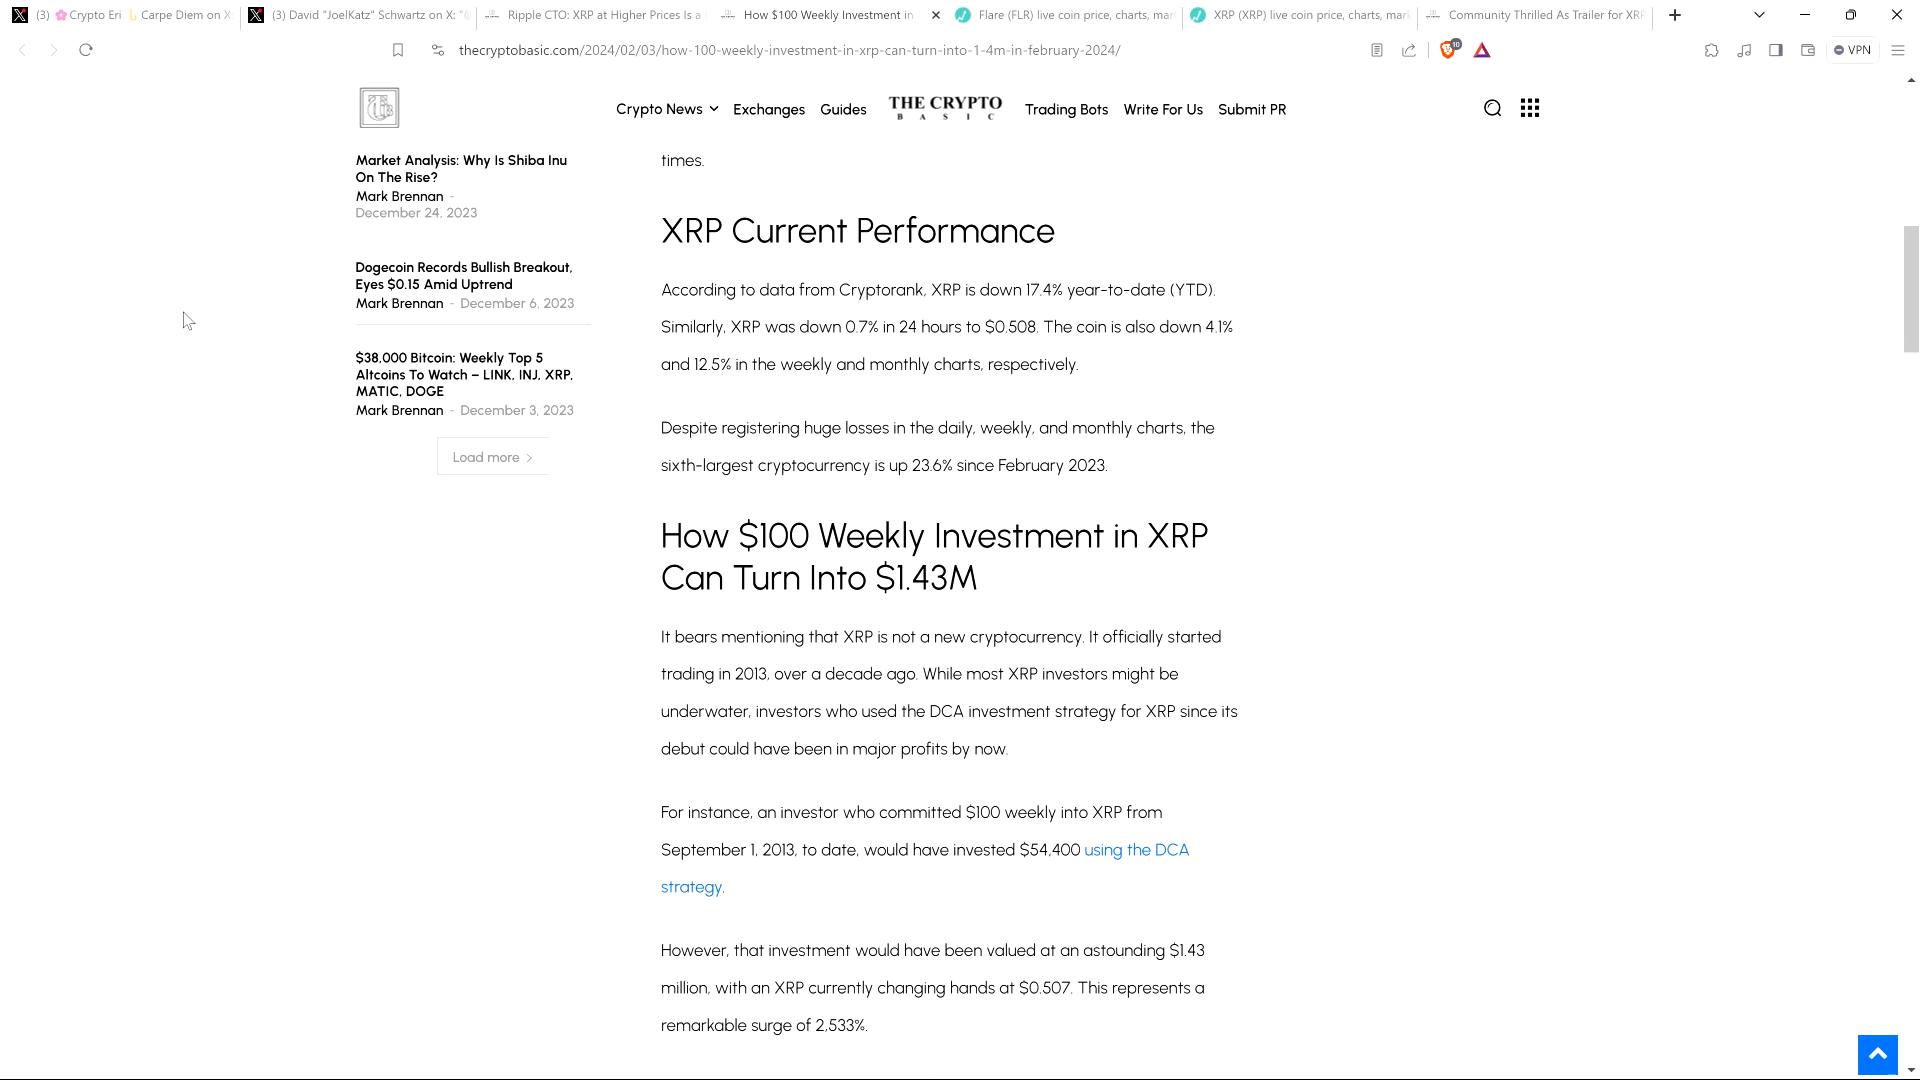 (3) 🌸Crypto Eri Carpe Diem on X
(3) David "JoelKatz" Schwartz on X: "@
Ripple CTO: XRP at Higher Prices Is a
How $100 Weekly Investment in
Flare (FLR) live coin price, charts, mar
XRP (XRP) live coin price, charts, mark
Community Thrilled As Trailer for XRP
thecryptobasic.com/2024/02/03/how-100-weekly-investment-in-xrp-can-turn-into-1-4m-in-february-2024/
10
VPN
Crypto News
Exchanges
Guides
THE CRYPTO
BASIC
Trading Bots
Write For Us
Submit PR
Market Analysis: Why Is Shiba Inu
On The Rise?
Mark Brennan -
December 24, 2023
Dogecoin Records Bullish Breakout,
Eyes $0.15 Amid Uptrend
Mark Brennan - December 6, 2023
$38,000 Bitcoin: Weekly Top 5
Altcoins To Watch – LINK, INJ, XRP,
MATIC, DOGE
Mark Brennan - December 3, 2023
Load more
times.
XRP Current Performance
According to data from Cryptorank, XRP is down 17.4% year-to-date (YTD).
Similarly, XRP was down 0.7% in 24 hours to $0.508. The coin is also down 4.1%
and 12.5% in the weekly and monthly charts, respectively.
Despite registering huge losses in the daily, weekly, and monthly charts, the
sixth-largest cryptocurrency is up 23.6% since February 2023.
How $100 Weekly Investment in XRP
Can Turn Into $1.43M
It bears mentioning that XRP is not a new cryptocurrency. It officially started
trading in 2013, over a decade ago. While most XRP investors might be
underwater, investors who used the DCA investment strategy for XRP since its
debut could have been in major profits by now.
For instance, an investor who committed $100 weekly into XRP from
September 1, 2013, to date, would have invested $54,400 using the DCA
strategy.
However, that investment would have been valued at an astounding $1.43
million, with an XRP currently changing hands at $0.507. This represents a
remarkable surge of 2,533%.